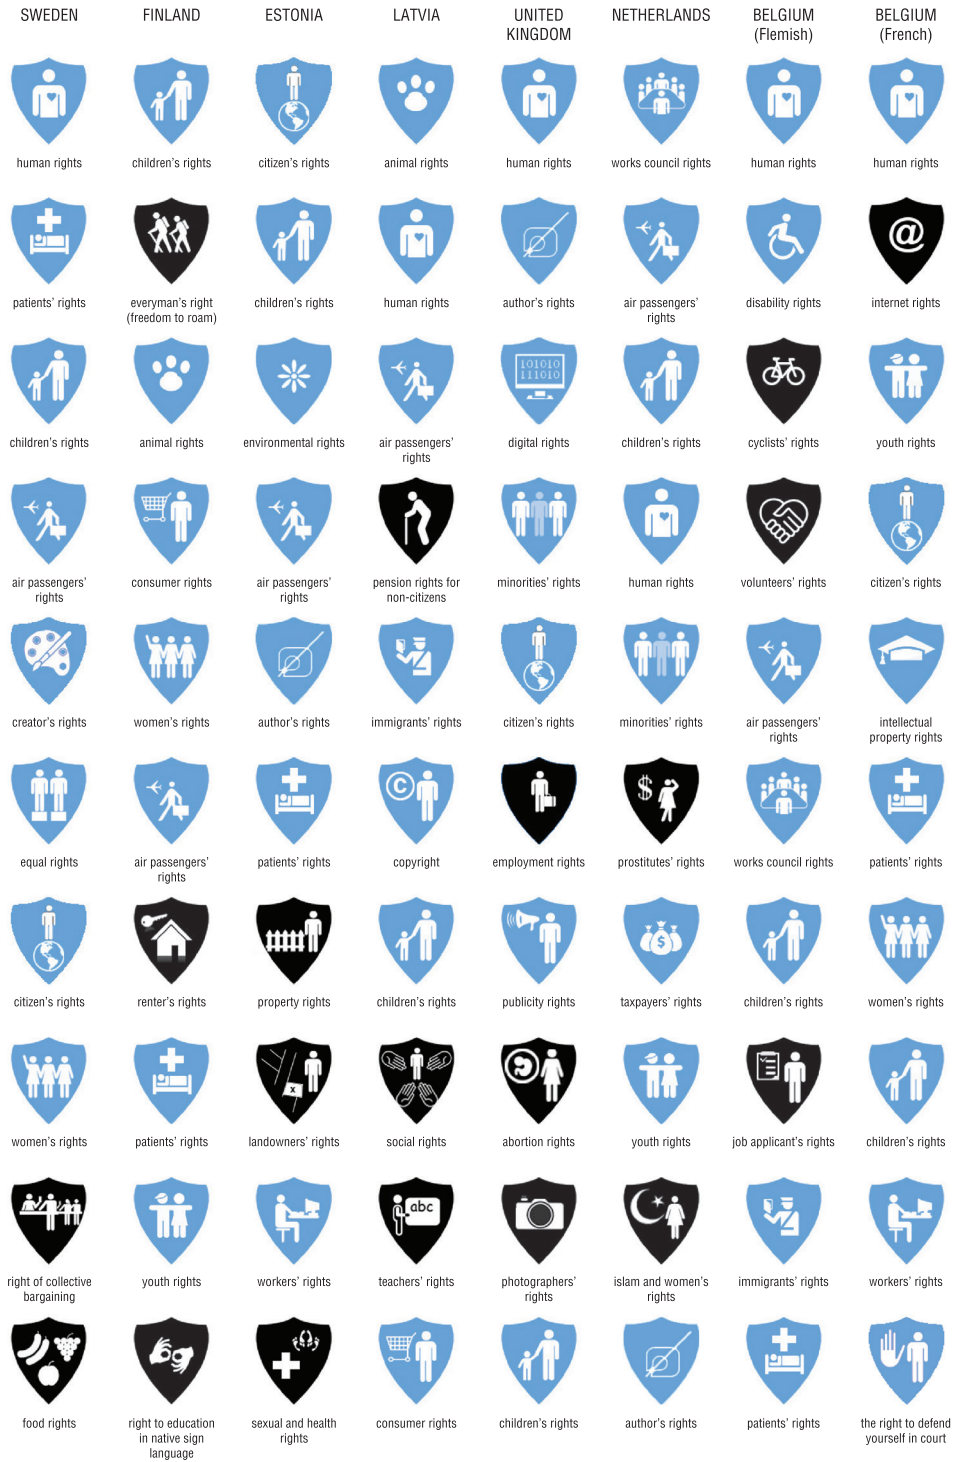 SWEDEN
FINLAND
ESTONIA
LATVIA
UNITED
KINGDOM
NETHERLANDS
BELGIUM
(Flemish)
BELGIUM
(French)
human rights
children's rights
citizen's rights
animal rights
human rights
works council rights
human rights
human rights
patients' rights
everyman's right
(freedom to roam)
children's rights
human rights
author's rights
air passengers'
rights
disability rights
@
internet rights
children's rights
animal rights
environmental rights
air passengers'
rights
101010
111010
digital rights
children's rights
cyclists' rights
youth rights
air passengers'
rights
consumer rights
air passengers'
rights
pension rights for
non-citizens
minorities' rights
human rights
volunteers' rights
citizen's rights
creator's rights
women's rights
author's rights
immigrants' rights
citizen's rights
minorities' rights
air passengers'
rights
intellectual
property rights
equal rights
air passengers'
rights
patients' rights
©
copyright
employment rights
$
prostitutes' rights
works council rights
patients' rights
citizen's rights
renter's rights
property rights
children's rights
publicity rights
$
taxpayers' rights
children's rights
women's rights
women's rights
patients' rights
x
landowners' rights
social rights
abortion rights
youth rights
job applicant's rights
children's rights
right of collective
bargaining
youth rights
workers' rights
abc
teachers' rights
photographers'
rights
islam and women's
rights
immigrants' rights
workers' rights
food rights
right to education
in native sign
language
sexual and health
rights
consumer rights
children's rights
author's rights
patients' rights
the right to defend
yourself in court